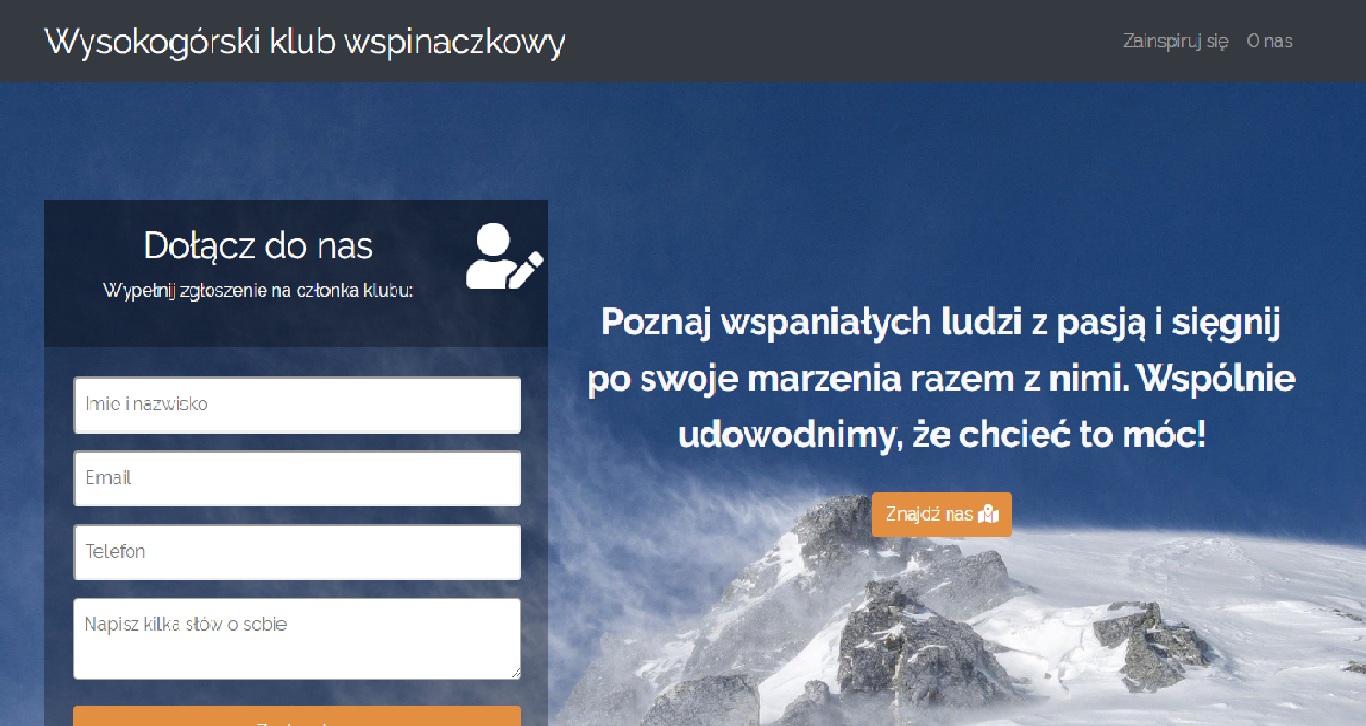 Wysokogórski klub wspinaczkowy
Zainspiruj się O nas
Dołącz do nas
Wypełnij zgłoszenie na członka klubu:
Imie i nazwisko
Email
Telefon
Napisz kilka słów o sobie
Poznaj wspaniałych ludzi z pasją i sięgnij
po swoje marzenia razem z nimi. Wspólnie
udowodnimy, że chcieć to móc!
Znajdź nas